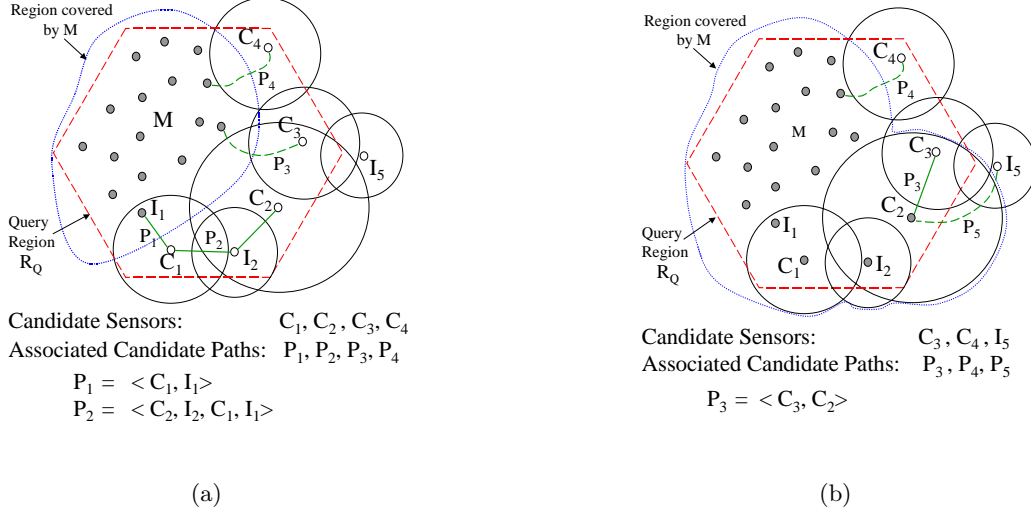 Region covered
by M
C4
P4
M
C3
P3
I5
C2
I1
P1
P2
Query
Region
RQ
C1
I2
Candidate Sensors: C1, C2 , C3, C4
Associated Candidate Paths: P1, P2, P3, P4
P1 = < C1, I1>
P2 = < C2, I2, C1, I1>
(a)
Region covered
by M
C4
P4
M
C3
I5
P3
C2
P5
I1
Query
Region
RQ
C1
I2
Candidate Sensors: C3 , C4 , I5
Associated Candidate Paths: P3 , P4, P5
P3 = < C3, C2>
(b)